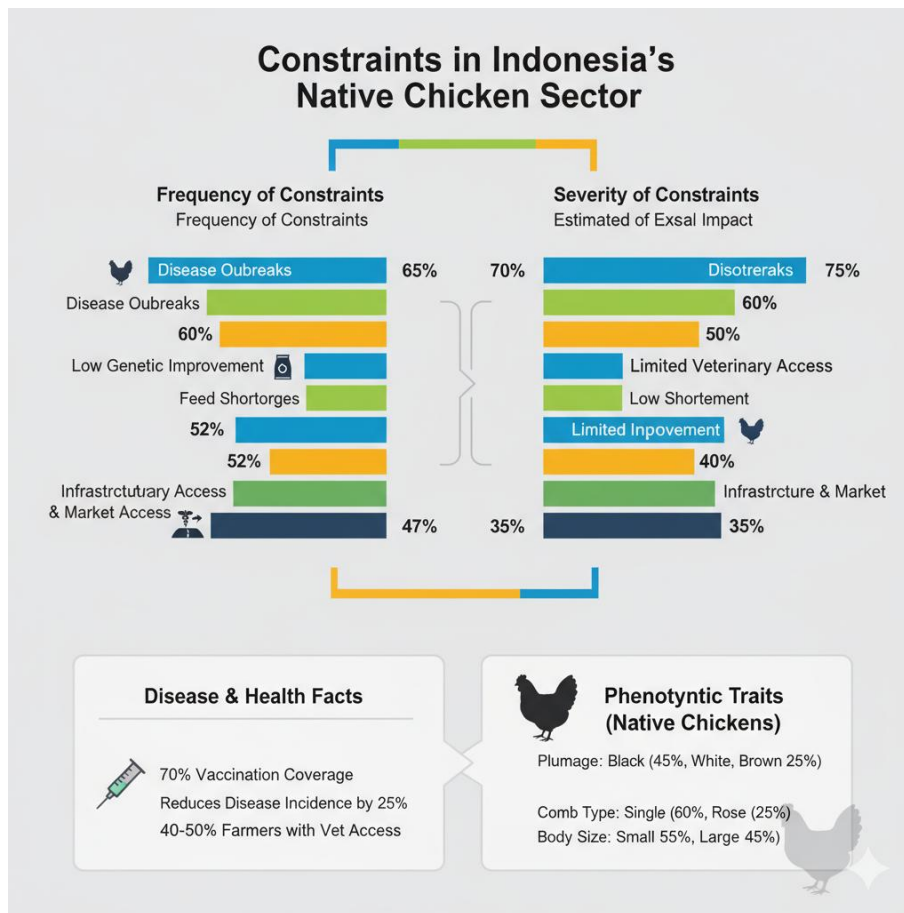 Constraints in Indonesia's
Native Chicken Sector
Frequency of Constraints
Frequency of Constraints
Severity of Constraints
Estimated of Exsal Impact
Disease Oubreaks
65%
70%
Disotreraks
75%
Disease Oubreaks
60%
60%
50%
Low Genetic Improvement
Limited Veterinary Access
Feed Shortorges
Low Shortement
52%
Limited Inpovement
52%
40%
Infrastrctutury Access
& Market Access
Infrastrcture & Market
47%
35%
35%
Disease & Health Facts
70% Vaccination Coverage
Reduces Disease Incidence by 25%
40-50% Farmers with Vet Access
Phenotyntic Traits
(Native Chickens)
Plumage: Black (45%, White, Brown 25%)
Comb Type: Single (60%, Rose (25%)
Body Size: Small 55%, Large 45%)